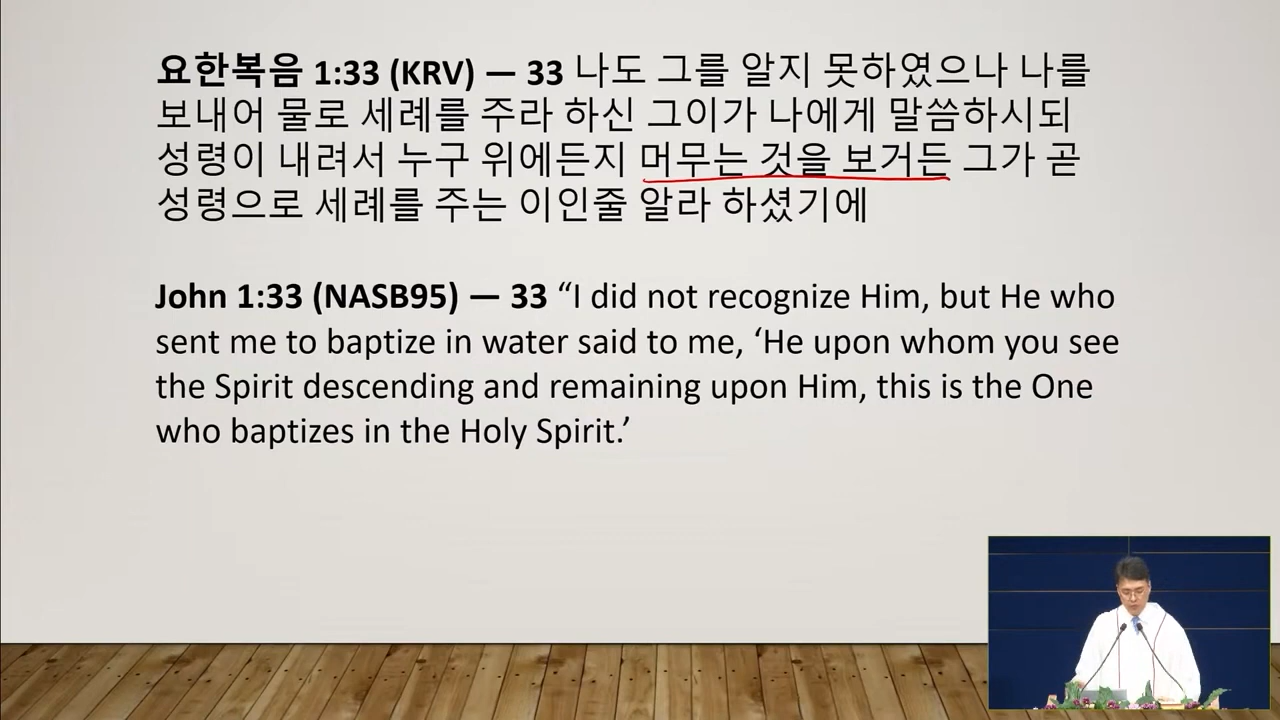 요한복음 1:33 (KRV) — 33 나도 그를 알지 못하였으나 나를
보내어 물로 세례를 주라 하신 그이가 나에게 말씀하시되
성령이 내려서 누구 위에든지 머무는 것을 보거든 그가 곧
성령으로 세례를 주는 이인줄 알라 하셨기에
John 1:33 (NASB95) — 33 “I did not recognize Him, but He who
sent me to baptize in water said to me, ‘He upon whom you see
the Spirit descending and remaining upon Him, this is the One
who baptizes in the Holy Spirit.’